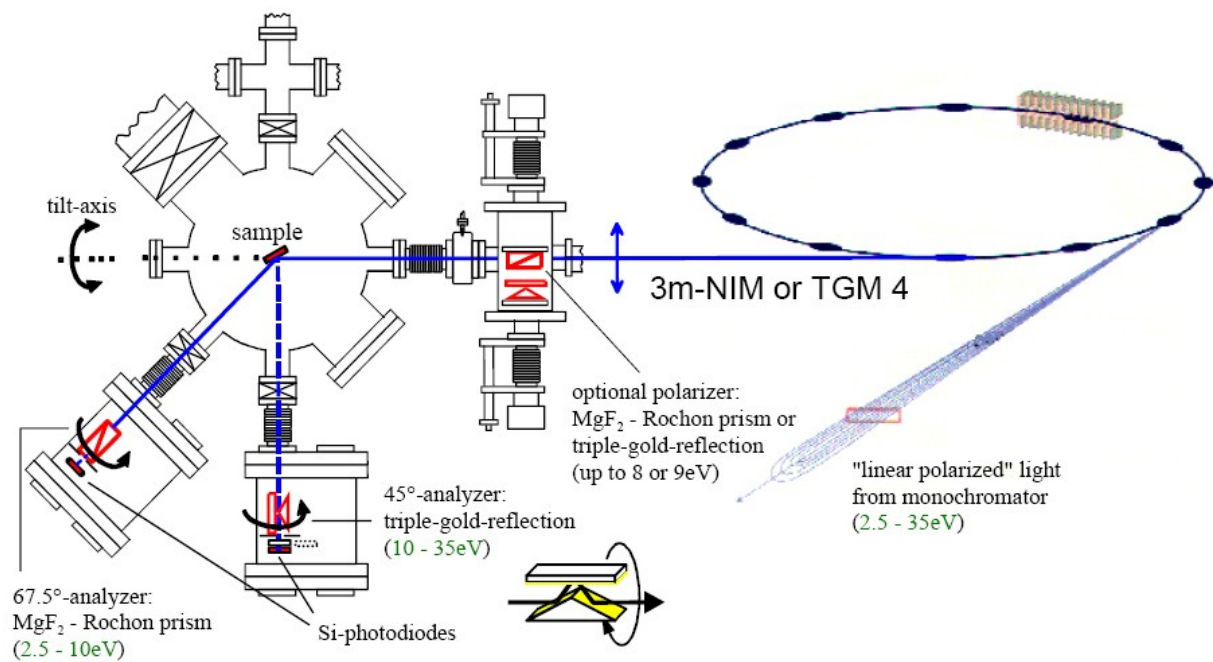 tilt-axis
sample
3m-NIM or TGM 4
optional polarizer:
MgF₂ - Rochon prism or
triple-gold-reflection
(up to 8 or 9eV)
"linear polarized" light
from monochromator
(2.5 - 35eV)
45°-analyzer:
triple-gold-reflection
(10 - 35eV)
67.5°-analyzer:
MgF₂ - Rochon prism
(2.5 - 10eV)
Si-photodiodes